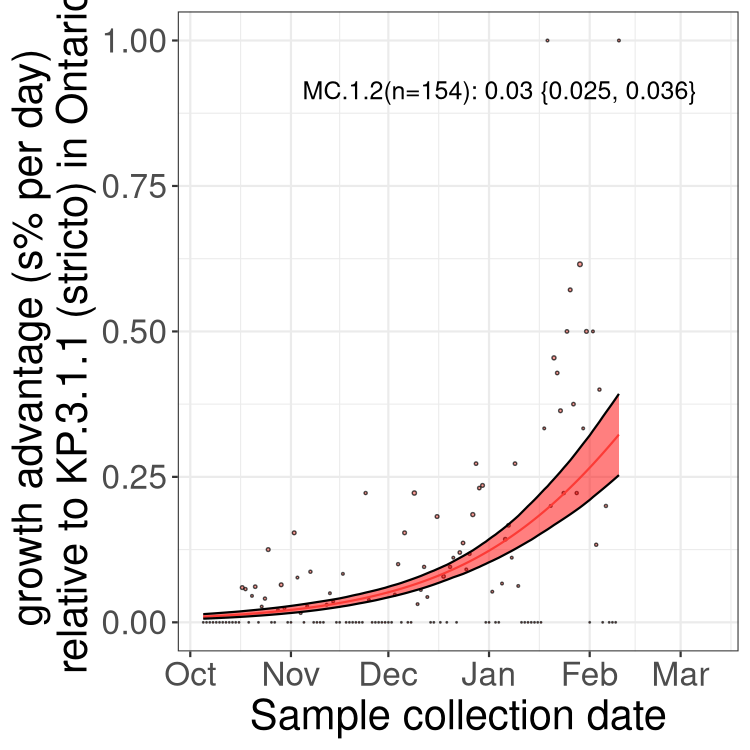 growth advantage (s% per day)
relative to KP.3.1.1 (stricto) in Ontario
1.00
0.75
0.50
0.25
0.00
MC.1.2(n=154): 0.03 {0.025, 0.036}
Oct Nov Dec Jan Feb Mar
Sample collection date